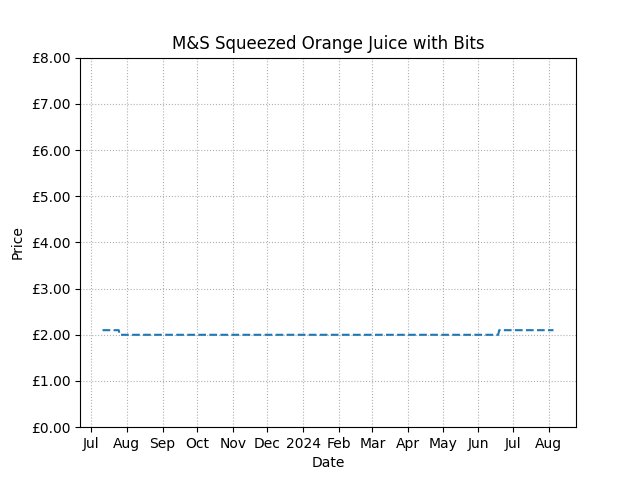 M&S Squeezed Orange Juice with Bits
£8.00
£7.00
£6.00
£5.00
£4.00
£3.00
£2.00
£1.00
£0.00
Price
Jul Aug Sep Oct Nov Dec 2024 Feb Mar Apr May Jun Jul Aug
Date